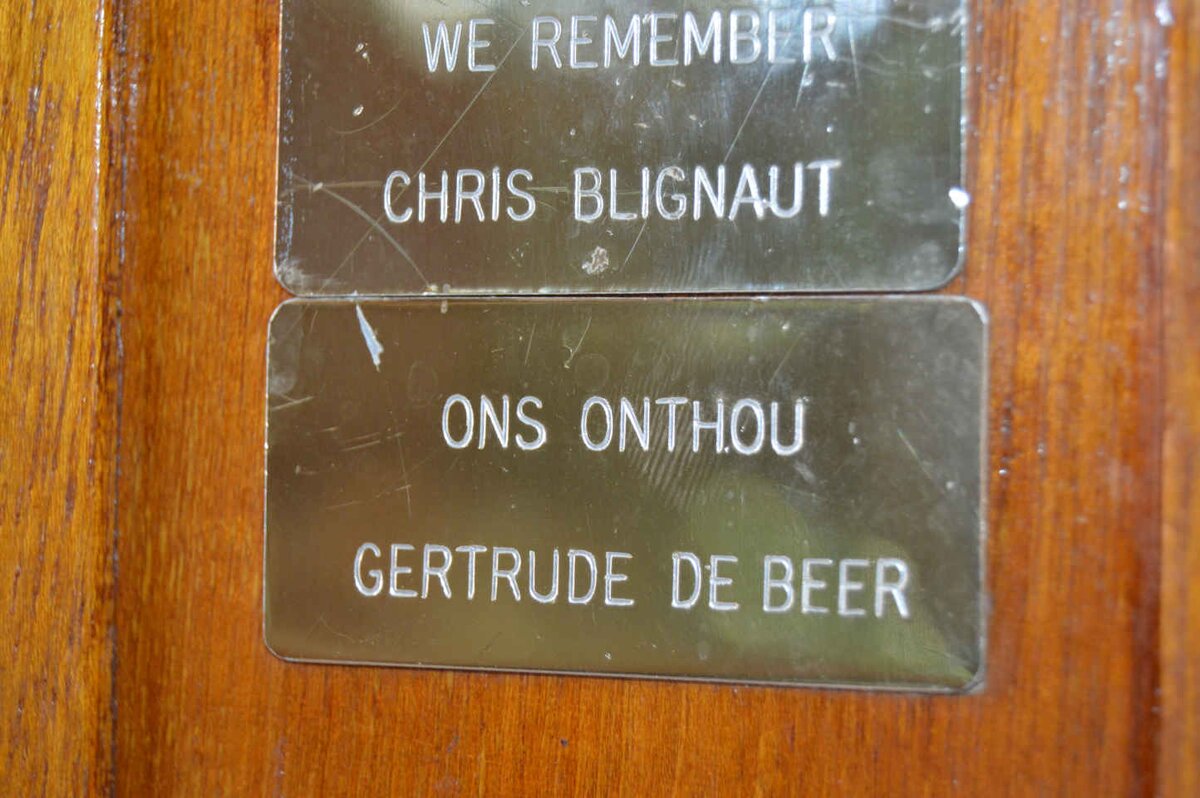 WE REMEMBER
CHRIS BLIGNAUT
ONS ONTHOU
GERTRUDE DE BEER